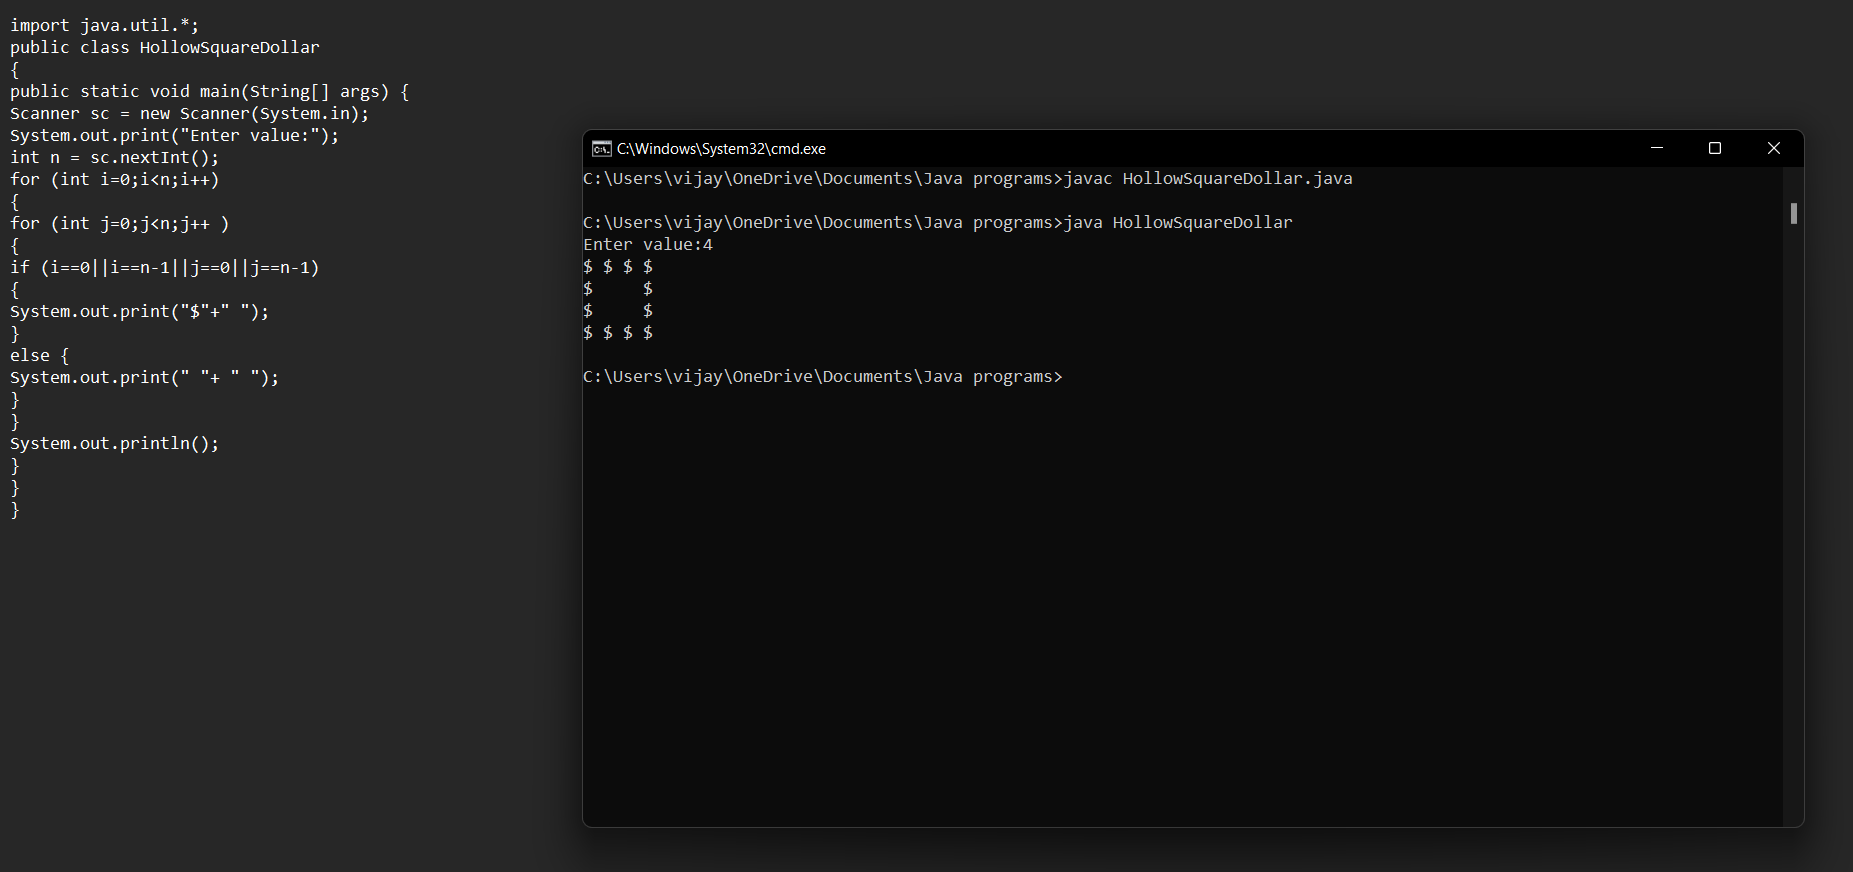 import java.util.*;
public class HollowSquareDollar
{
public static void main(String[] args) {
Scanner sc = new Scanner(System.in);
System.out.print("Enter value:");
int n = sc.nextInt();
for (int i=0;i<n;i++)
{
for (int j=0;j<n;j++ )
{
if (i==0||i==n-1||j==0||j==n-1)
{
System.out.print("$"+" ");
}
else {
System.out.print(" "+ " ");
}
}
System.out.println();
}
}
}
C:\Windows\System32\cmd.exe
C:\Users\vijay\OneDrive\Documents\Java programs>javac HollowSquareDollar.java
C:\Users\vijay\OneDrive\Documents\Java programs>java HollowSquareDollar
Enter value:4
$ $ $ $
$     $
$     $
$ $ $ $
C:\Users\vijay\OneDrive\Documents\Java programs>